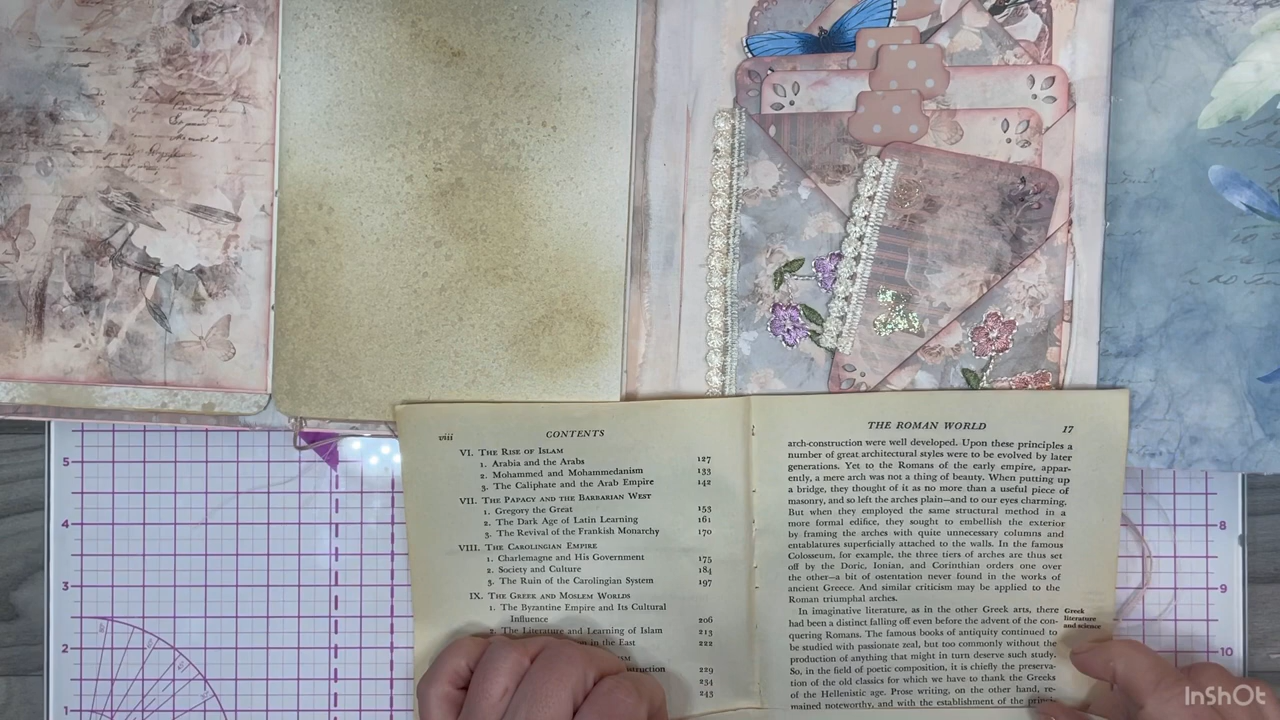 viii CONTENTS
VI. THE RISE OF ISLAM
1. Arabia and the Arabs 127
2. Mohammed and Mohammedanism 133
3. The Caliphate and the Arab Empire 142
VII. THE PAPACY AND THE BARBARIAN WEST
1. Gregory the Great 153
2. The Dark Age of Latin Learning 161
3. The Revival of the Frankish Monarchy 170
VIII. THE CAROLINGIAN EMPIRE
1. Charlemagne and His Government 175
2. Society and Culture 184
3. The Ruin of the Carolingian System 197
IX. THE GREEK AND MOSLEM WORLDS
1. The Byzantine Empire and Its Cultural
Influence 206
2. The Literature and Learning of Islam 213
in the East 222
229
234
243
THE ROMAN WORLD 17
arch-construction were well developed. Upon these principles a
number of great architectural styles were to be evolved by later
generations. Yet to the Romans of the early empire, appar-
ently, a mere arch was not a thing of beauty. When putting up
a bridge, they thought of it as no more than a useful piece of
masonry, and so left the arches plain—and to our eyes charming.
But when they employed the same structural method in a
more formal edifice, they sought to embellish the exterior
by framing the arches with quite unnecessary columns and
entablatures superficially attached to the walls. In the famous
Colosseum, for example, the three tiers of arches are thus set
off by the Doric, Ionian, and Corinthian orders one over
the other—a bit of ostentation never found in the works of
ancient Greece. And similar criticism may be applied to the
Roman triumphal arches.
In imaginative literature, as in the other Greek arts, there
had been a distinct falling off even before the advent of the con-
quering Romans. The famous books of antiquity continued to
be studied with passionate zeal, but too commonly without the
production of anything that might in turn deserve such study.
So, in the field of poetic composition, it is chiefly the preserva-
tion of the old classics for which we have to thank the Greeks
of the Hellenistic age. Prose writing, on the other hand, re-
mained noteworthy, and with the establishment of the
Greek
literature
and science
5
4
3
2
1
8
9
10
InShOt